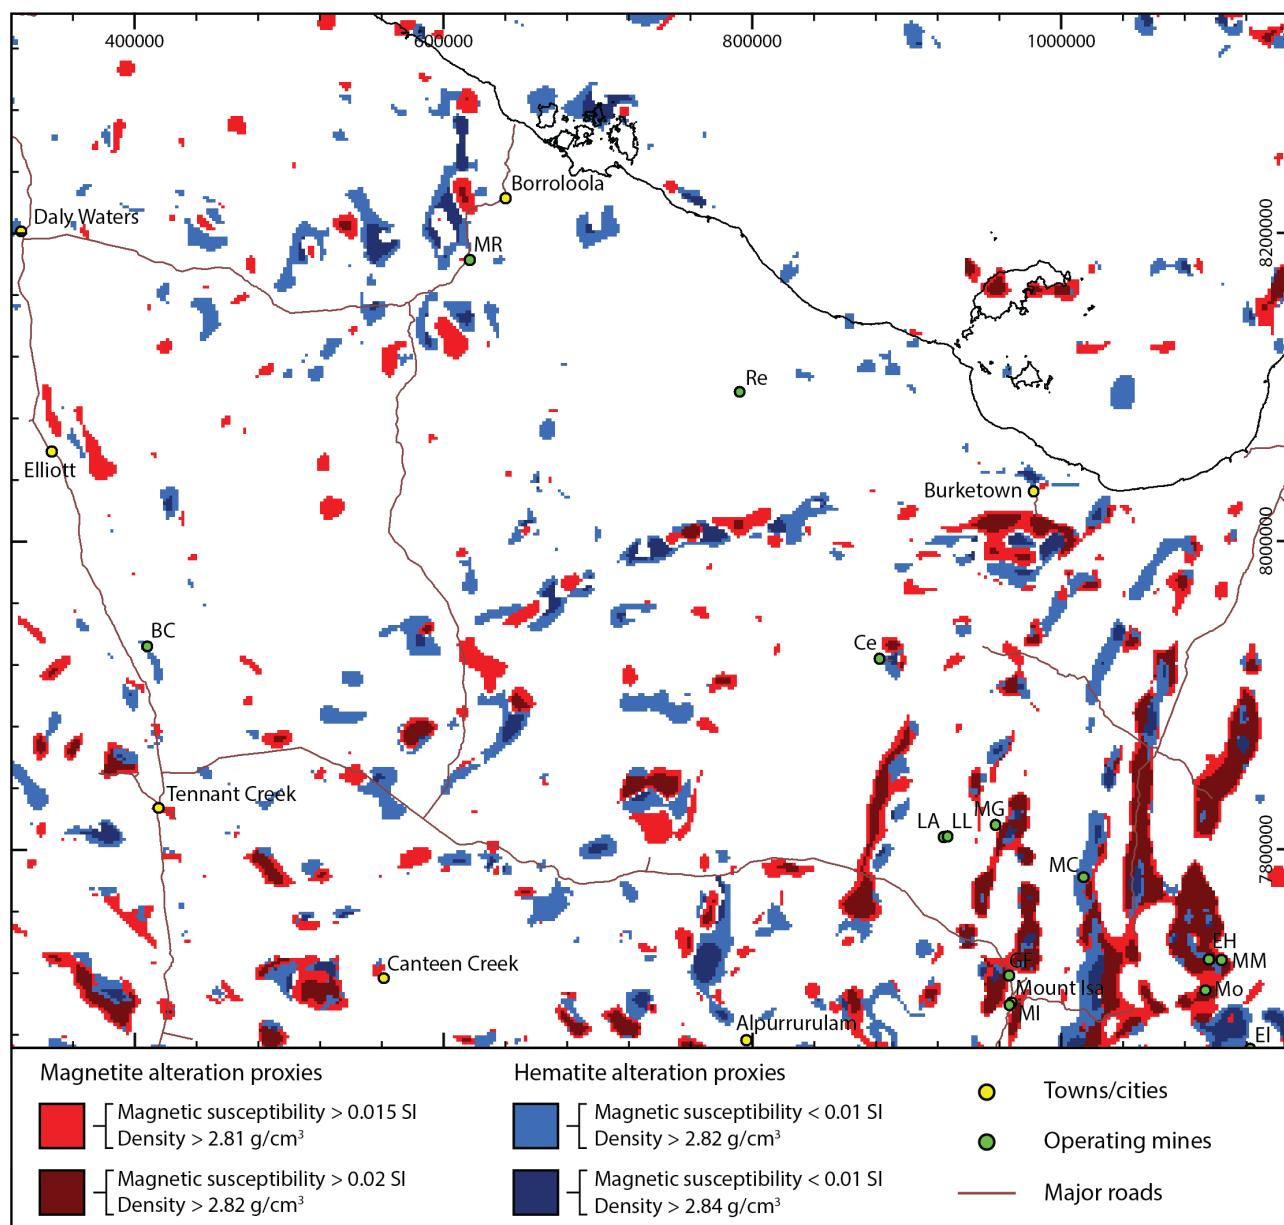 400000
600000
800000
1000000
Borroloola
Daly Waters
8200000
MR
Re
Elliott
Burketown
8000000
BC
Ce
Tennant Creek
LA
LL
MG
7800000
MC
EH
Canteen Creek
GF
MM
Mount Isa
Mo
MI
Alpurrurulam
El
Magnetite alteration proxies
Magnetic susceptibility > 0.015 SI
Density > 2.81 g/cm³
Magnetic susceptibility > 0.02 SI
Density > 2.82 g/cm³
Hematite alteration proxies
Magnetic susceptibility < 0.01 SI
Density > 2.82 g/cm³
Magnetic susceptibility < 0.01 SI
Density > 2.84 g/cm³
Towns/cities
Operating mines
Major roads